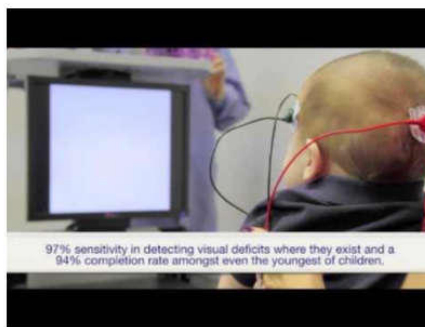 97% sensitivity in detecting visual deficits where they exist and a
94% completion rate amongst even the youngest of children.